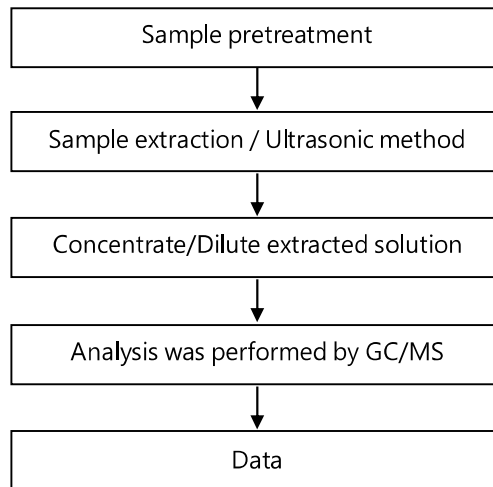 Sample pretreatment
Sample extraction / Ultrasonic method
Concentrate/Dilute extracted solution
Analysis was performed by GC/MS
Data